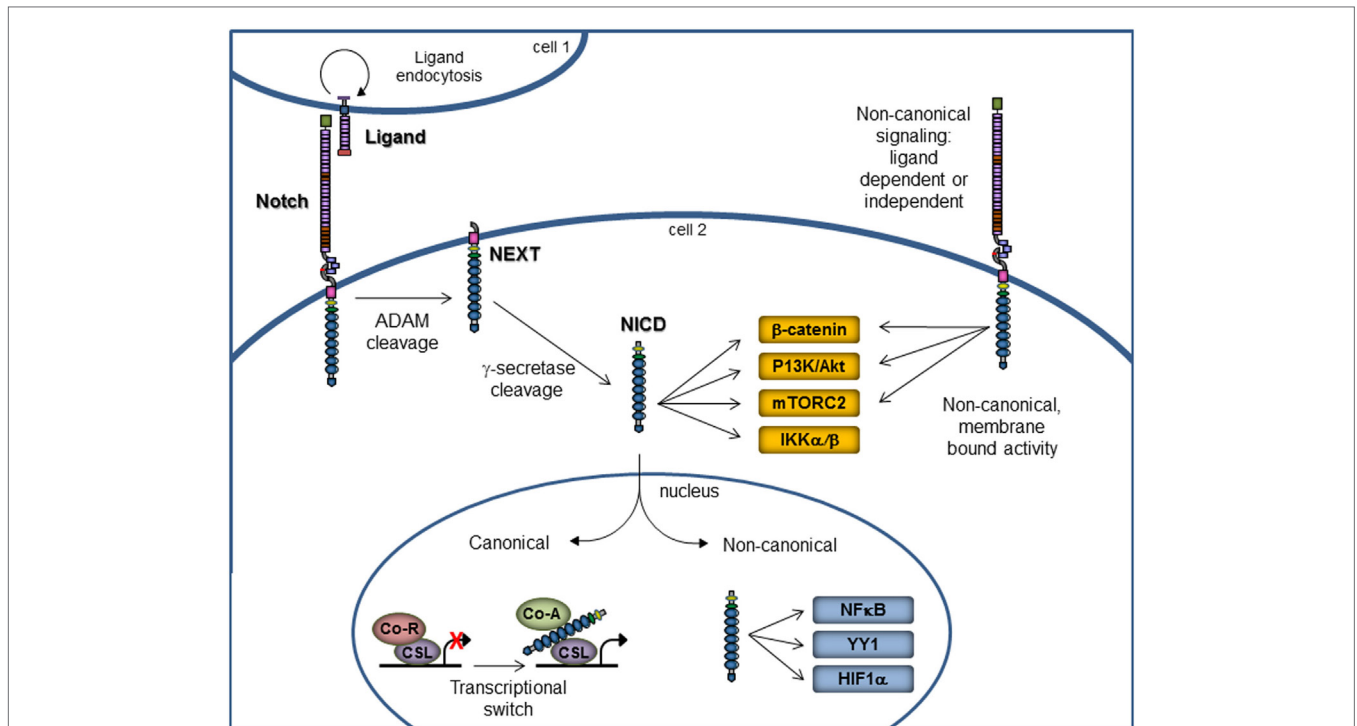 cell 1
Ligand
endocytosis
Ligand
Notch
Non-canonical
signaling:
ligand
dependent or
independent
cell 2
NEXT
ADAM
cleavage
γ-secretase
cleavage
NICD
β-catenin
P13K/Akt
mTORC2
IKKα/β
Non-canonical,
membrane
bound activity
nucleus
Canonical
Non-canonical
Co-R
CSL
X
Transcriptional
switch
Co-A
CSL
NFκB
YY1
HIF1α